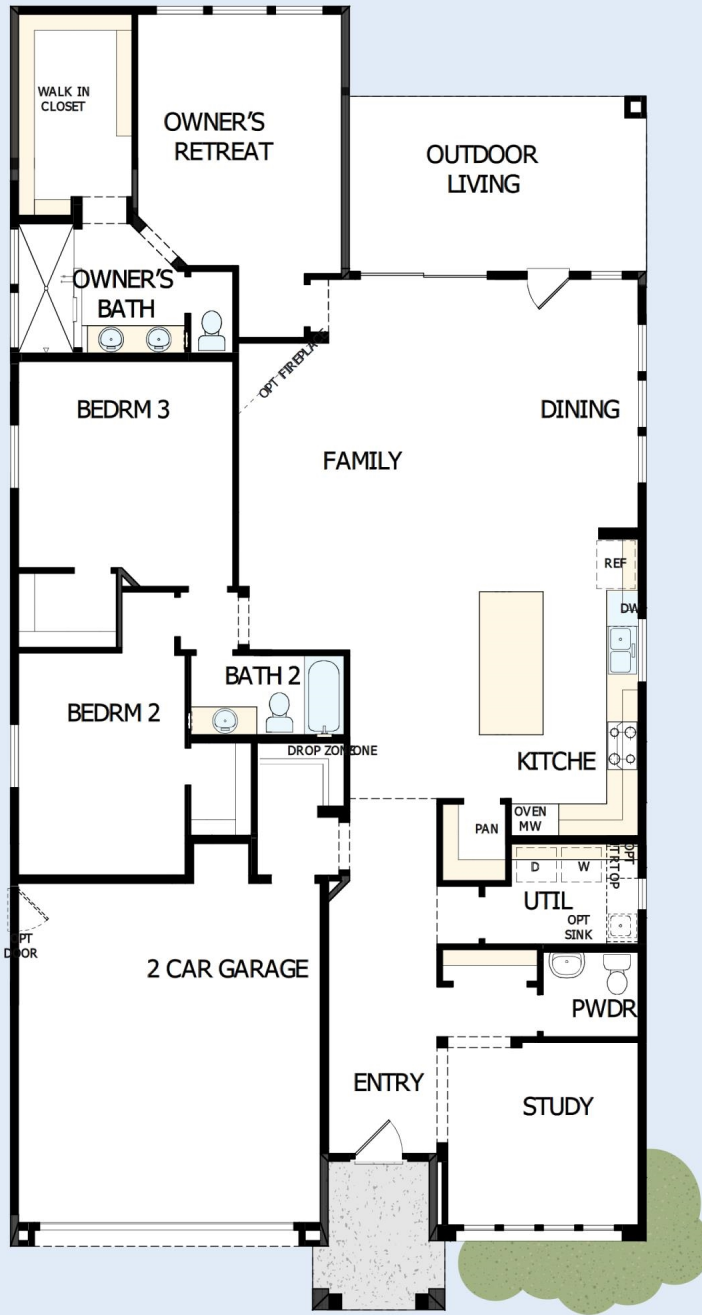 WALK IN
CLOSET
OWNER'S
RETREAT
OUTDOOR
LIVING
OWNER'S
BATH
OPT FIREPLACE
BEDRM 3
DINING
FAMILY
REF
DW
BATH 2
BEDRM 2
DROP ZONE
KITCHE
OVEN
MW
PAN
D
W
OPT
UTIL
OPT
SINK
PT
DOOR
2 CAR GARAGE
PWDR
ENTRY
STUDY